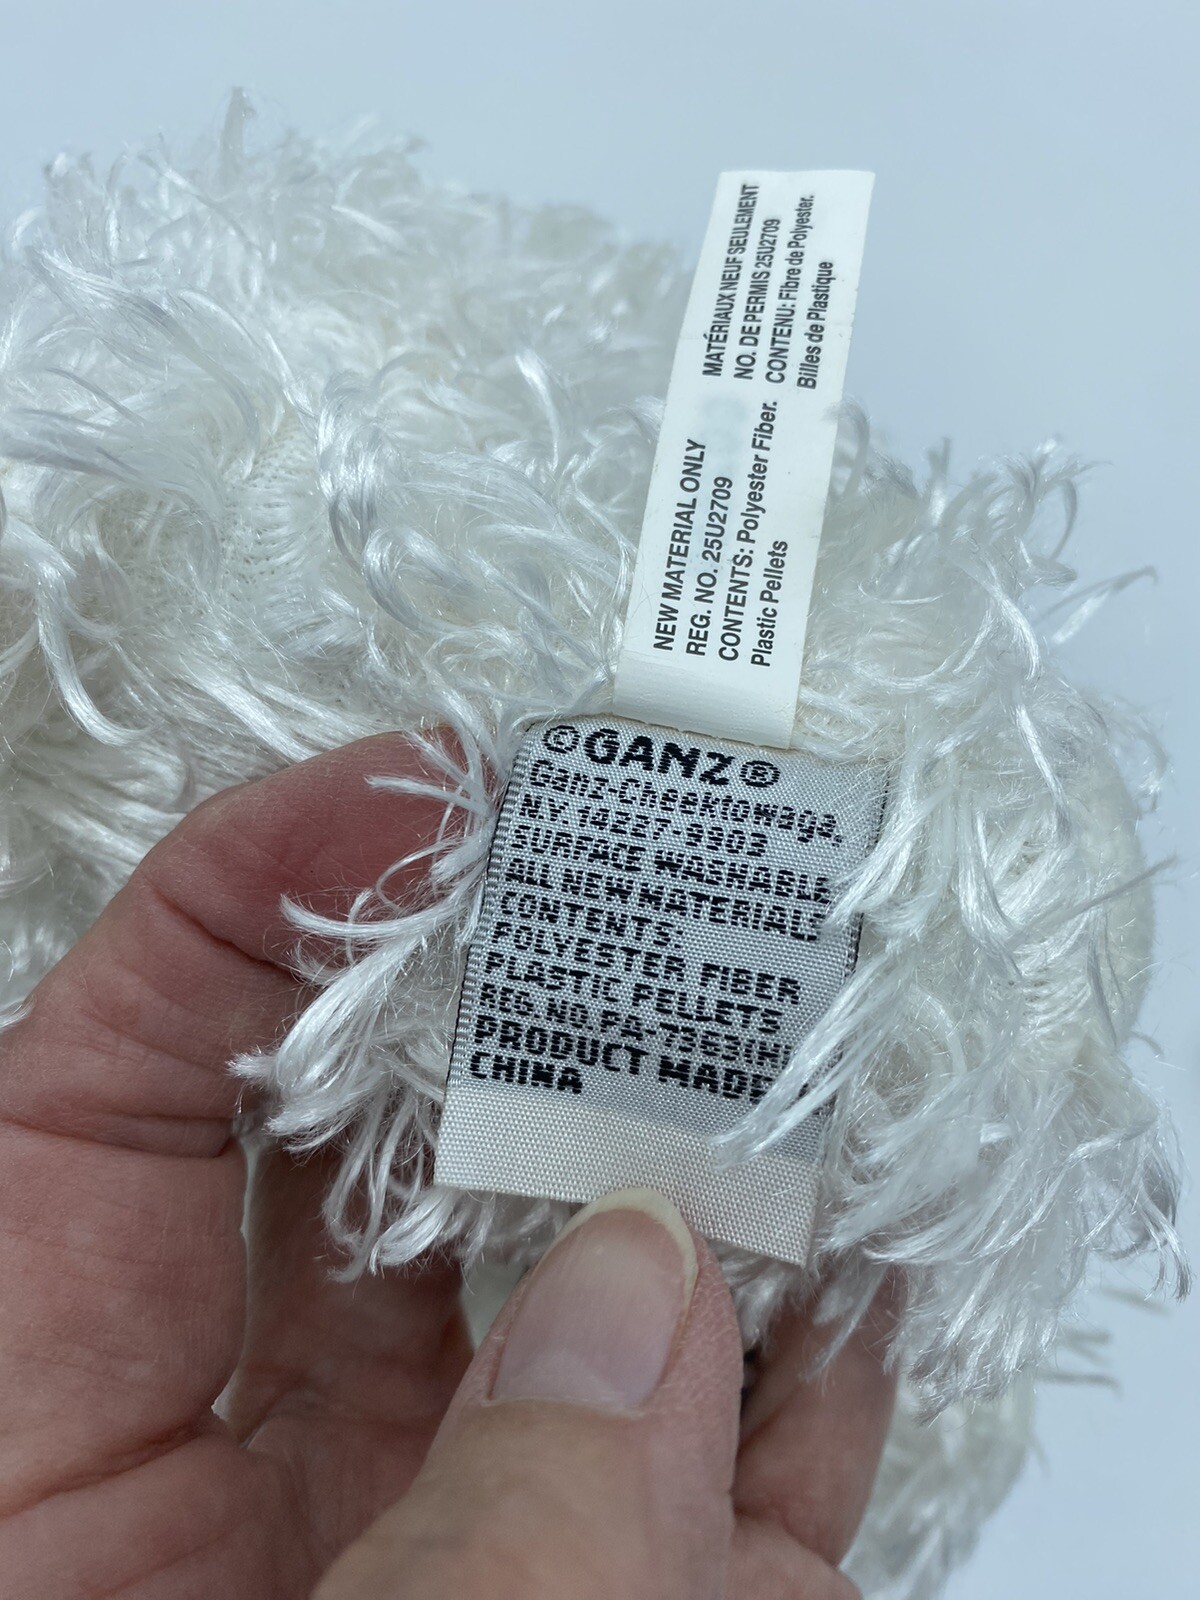 MATÉRIAUX NEUF SEULEMENT
NO. DE PERMIS 25U2709
CONTENU: Fibre de Polyester.
Billes de Plastique
NEW MATERIAL ONLY
REG. NO. 25U2709
CONTENTS: Polyester Fiber.
Plastic Pellets
©GANZ®
Ganz-Cheektowaga,
N.Y. 14227-9903
SURFACE WASHABLE
ALL NEW MATERIALS
CONTENTS:
POLYESTER FIBER
PLASTIC PELLETS
REG. NO. PA-7363(N)
PRODUCT MADE
CHINA